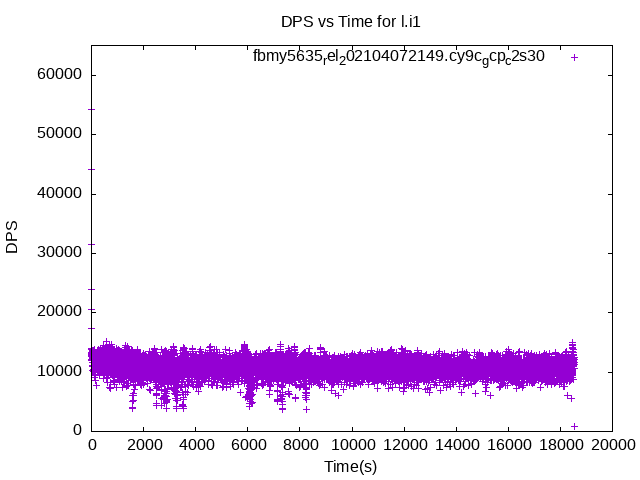 DPS vs Time for l.i1
fbmy5635rel202104072149.cy9cgcpc2s30
60000
50000
40000
30000
20000
10000
0
DPS
0 2000 4000 6000 8000 10000 12000 14000 16000 18000 20000
Time(s)